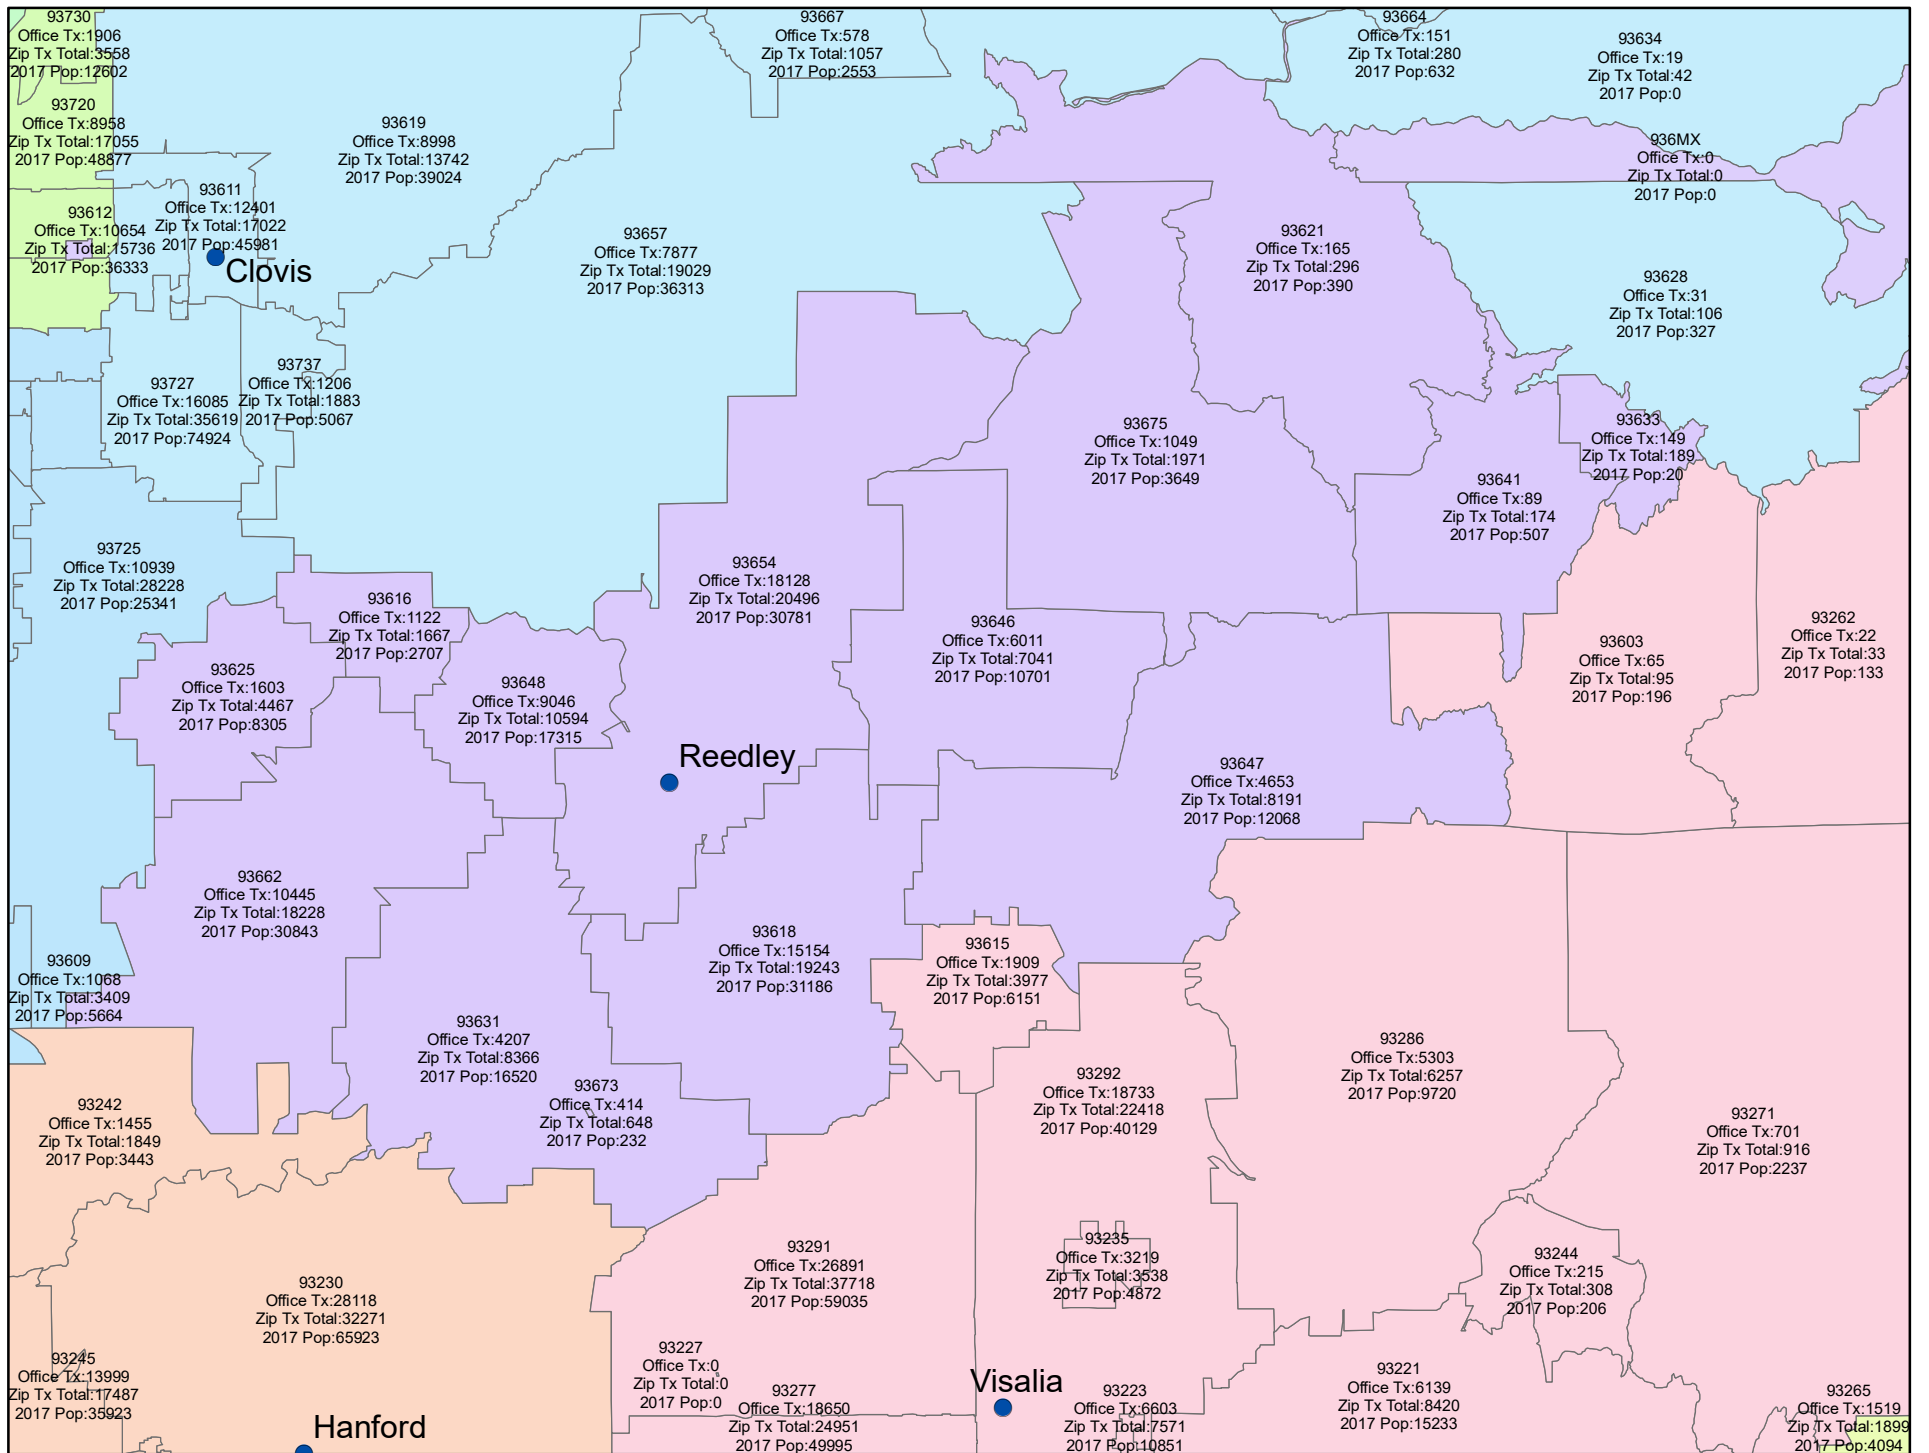 93730
Office Tx:1906
Zip Tx Total:3558
2017 Pop:12602
93667
Office Tx:578
Zip Tx Total:1057
2017 Pop:2553
93664
Office Tx:151
Zip Tx Total:280
2017 Pop:632
93634
Office Tx:19
Zip Tx Total:42
2017 Pop:0
93720
Office Tx:8958
Zip Tx Total:17055
2017 Pop:48877
93619
Office Tx:8998
Zip Tx Total:13742
2017 Pop:39024
936MX
Office Tx:0
Zip Tx Total:0
2017 Pop:0
93611
Office Tx:12401
Zip Tx Total:17022
2017 Pop:45981
93612
Office Tx:10654
Zip Tx Total:15736
2017 Pop:36333
Clovis
93657
Office Tx:7877
Zip Tx Total:19029
2017 Pop:36313
93621
Office Tx:165
Zip Tx Total:296
2017 Pop:390
93628
Office Tx:31
Zip Tx Total:106
2017 Pop:327
93727
Office Tx:16085
Zip Tx Total:35619
2017 Pop:74924
93737
Office Tx:1206
Zip Tx Total:1883
2017 Pop:5067
93675
Office Tx:1049
Zip Tx Total:1971
2017 Pop:3649
93633
Office Tx:149
Zip Tx Total:189
2017 Pop:20
93641
Office Tx:89
Zip Tx Total:174
2017 Pop:507
93725
Office Tx:10939
Zip Tx Total:28228
2017 Pop:25341
93654
Office Tx:18128
Zip Tx Total:20496
2017 Pop:30781
93616
Office Tx:1122
Zip Tx Total:1667
2017 Pop:2707
93646
Office Tx:6011
Zip Tx Total:7041
2017 Pop:10701
93603
Office Tx:65
Zip Tx Total:95
2017 Pop:196
93262
Office Tx:22
Zip Tx Total:33
2017 Pop:133
93625
Office Tx:1603
Zip Tx Total:4467
2017 Pop:8305
93648
Office Tx:9046
Zip Tx Total:10594
2017 Pop:17315
Reedley
93647
Office Tx:4653
Zip Tx Total:8191
2017 Pop:12068
93662
Office Tx:10445
Zip Tx Total:18228
2017 Pop:30843
93618
Office Tx:15154
Zip Tx Total:19243
2017 Pop:31186
93615
Office Tx:1909
Zip Tx Total:3977
2017 Pop:6151
93609
Office Tx:1068
Zip Tx Total:3409
2017 Pop:5664
93631
Office Tx:4207
Zip Tx Total:8366
2017 Pop:16520
93673
Office Tx:414
Zip Tx Total:648
2017 Pop:232
93292
Office Tx:18733
Zip Tx Total:22418
2017 Pop:40129
93286
Office Tx:5303
Zip Tx Total:6257
2017 Pop:9720
93242
Office Tx:1455
Zip Tx Total:1849
2017 Pop:3443
93271
Office Tx:701
Zip Tx Total:916
2017 Pop:2237
93291
Office Tx:26891
Zip Tx Total:37718
2017 Pop:59035
93235
Office Tx:3219
Zip Tx Total:3538
2017 Pop:4872
93244
Office Tx:215
Zip Tx Total:308
2017 Pop:206
93230
Office Tx:28118
Zip Tx Total:32271
2017 Pop:65923
93245
Office Tx:13999
Zip Tx Total:17487
2017 Pop:35923
93227
Office Tx:0
Zip Tx Total:0
2017 Pop:0
93277
Office Tx:18650
Zip Tx Total:24951
2017 Pop:49995
Visalia
93223
Office Tx:6603
Zip Tx Total:7571
2017 Pop:10851
93221
Office Tx:6139
Zip Tx Total:8420
2017 Pop:15233
93265
Office Tx:1519
Zip Tx Total:1899
2017 Pop:4094
Hanford